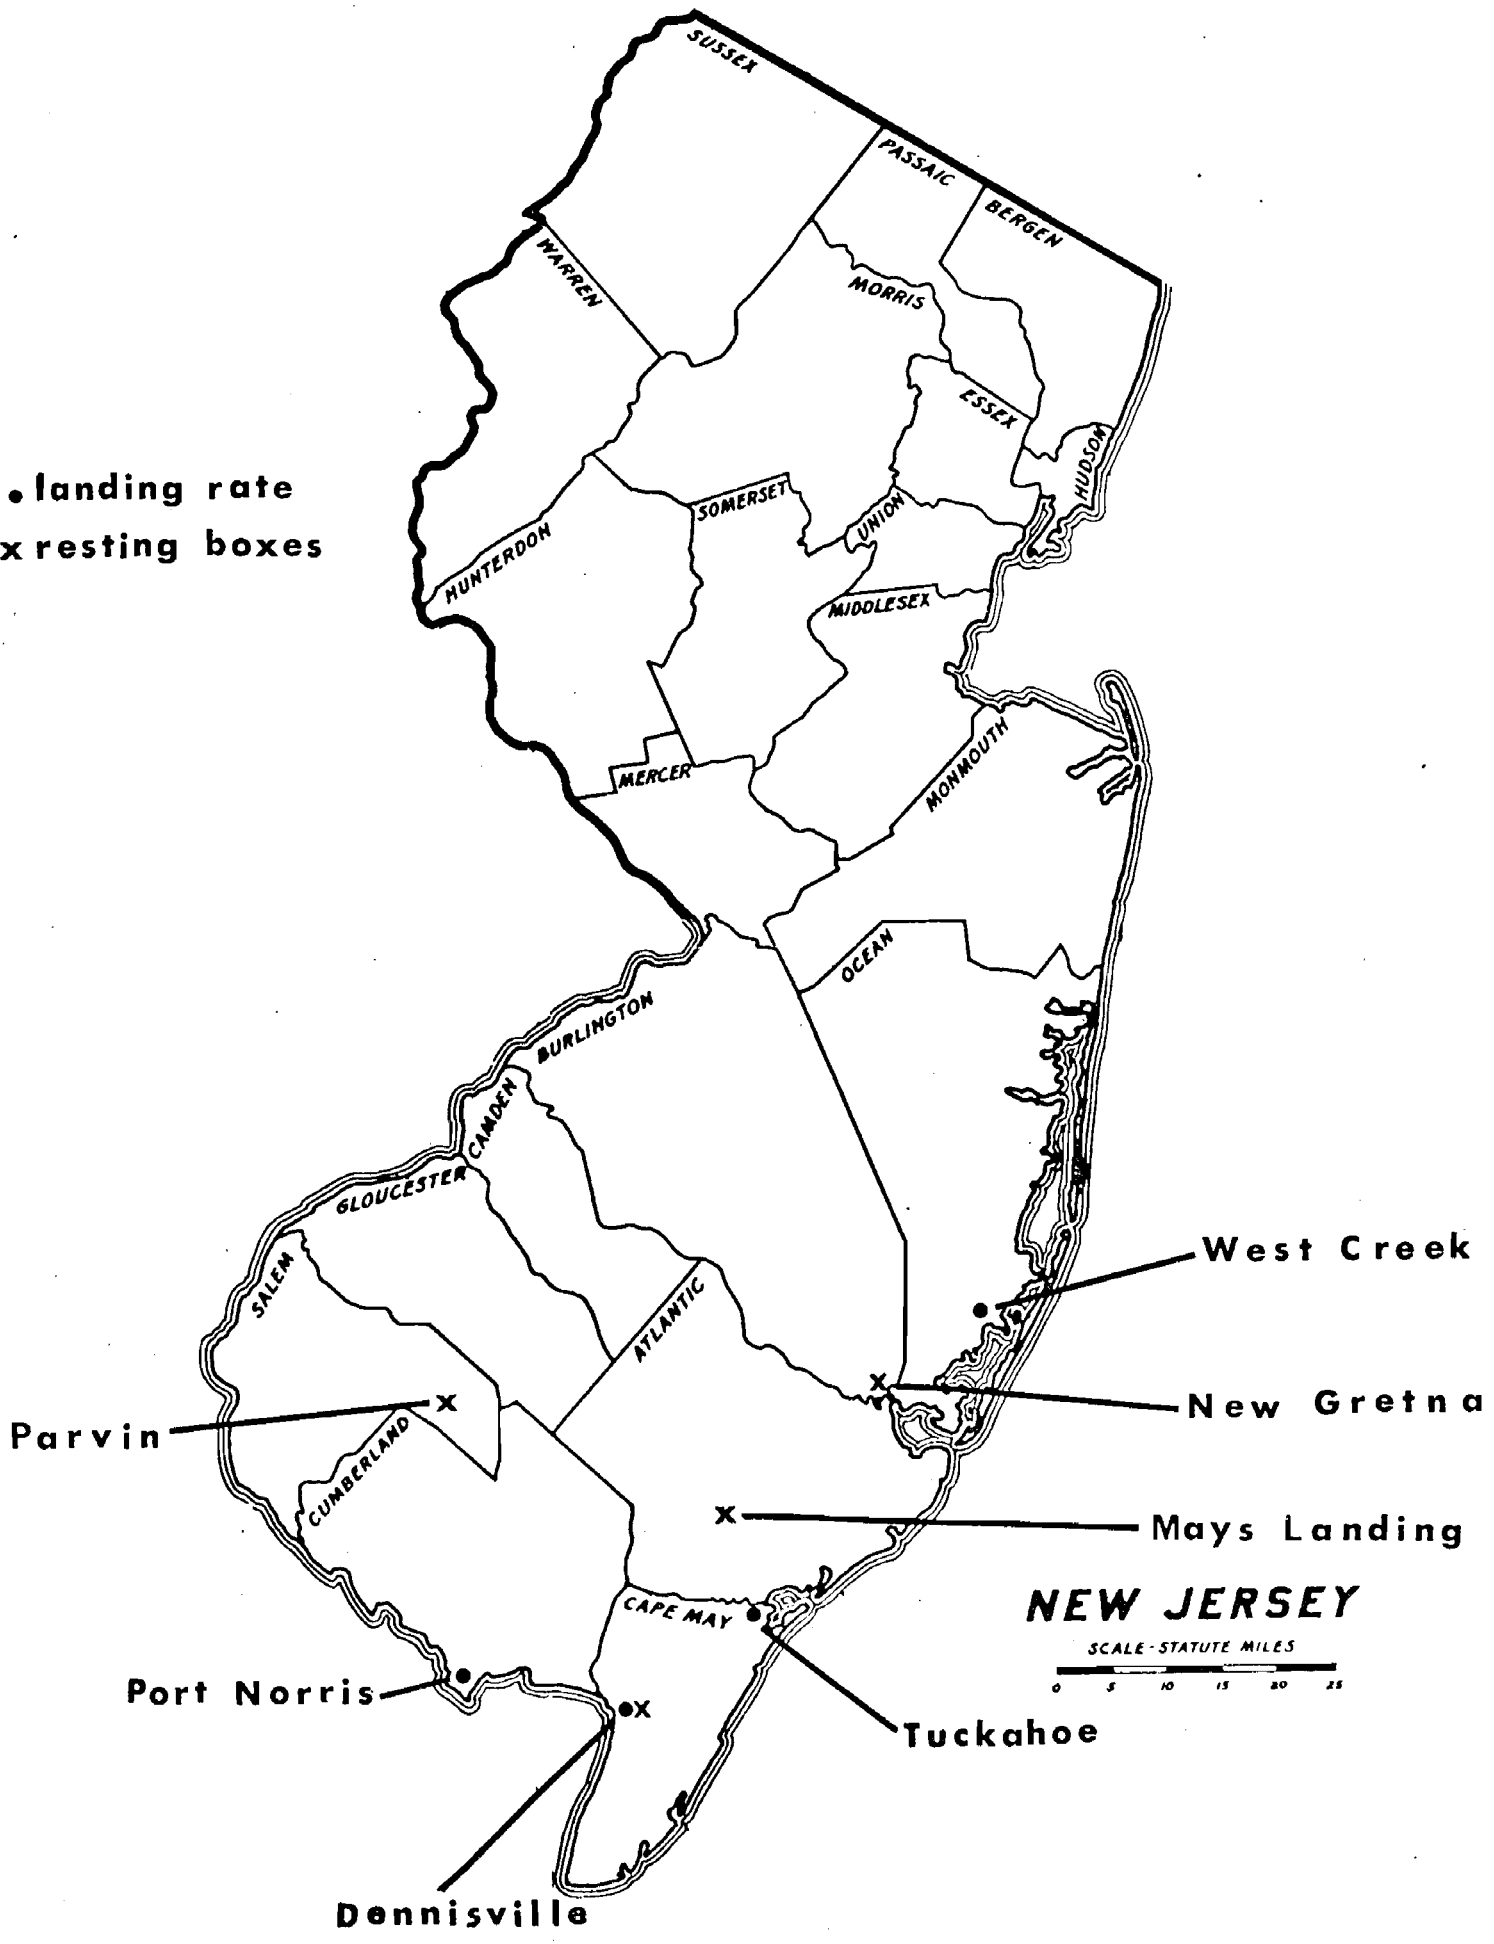 SUSSEX
PASSAIC
BERGEN
WARREN
MORRIS
ESSEX
HUDSON
• landing rate
x resting boxes
SOMERSET
UNION
HUNTERDON
MIDDLESEX
MONMOUTH
MERCER
OCEAN
BURLINGTON
CAMDEN
GLOUCESTER
SALEM
ATLANTIC
West Creek
New Gretna
Parvin
CUMBERLAND
Mays Landing
NEW JERSEY
CAPE MAY
SCALE-STATUTE MILES
0 5 10 15 20 25
Port Norris
Tuckahoe
Dennisville